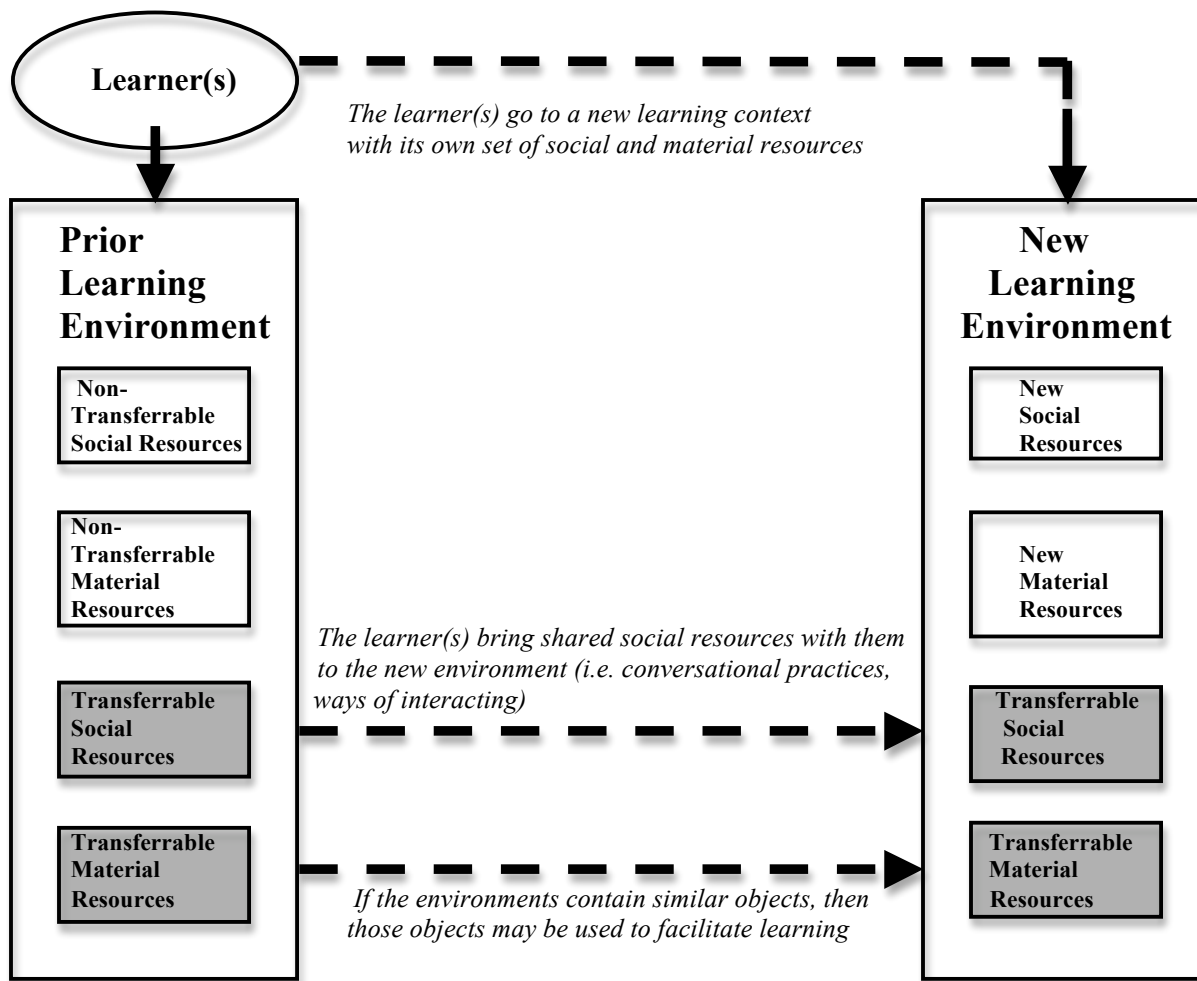 Learner(s)
The learner(s) go to a new learning context
with its own set of social and material resources
Prior
Learning
Environment
Non-
Transferrable
Social Resources
Non-
Transferrable
Material
Resources
Transferrable
Social
Resources
Transferrable
Material
Resources
The learner(s) bring shared social resources with them
to the new environment (i.e. conversational practices,
ways of interacting)
If the environments contain similar objects, then
those objects may be used to facilitate learning
New
Learning
Environment
New
Social
Resources
New
Material
Resources
Transferrable
Social
Resources
Transferrable
Material
Resources